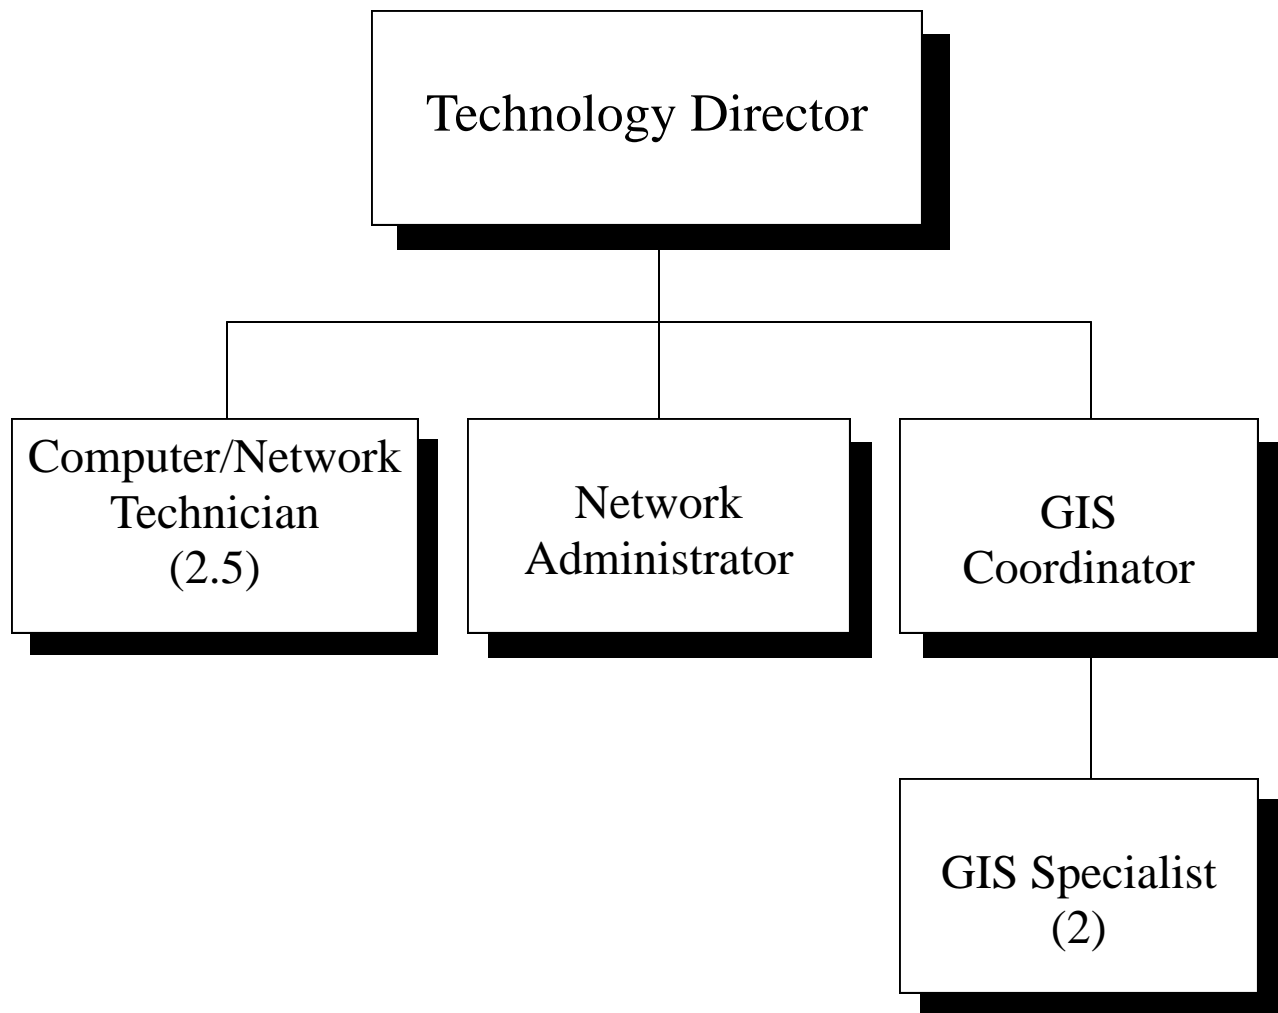 Technology Director
Computer/Network
Technician
(2.5)
Network
Administrator
GIS
Coordinator
GIS Specialist
(2)